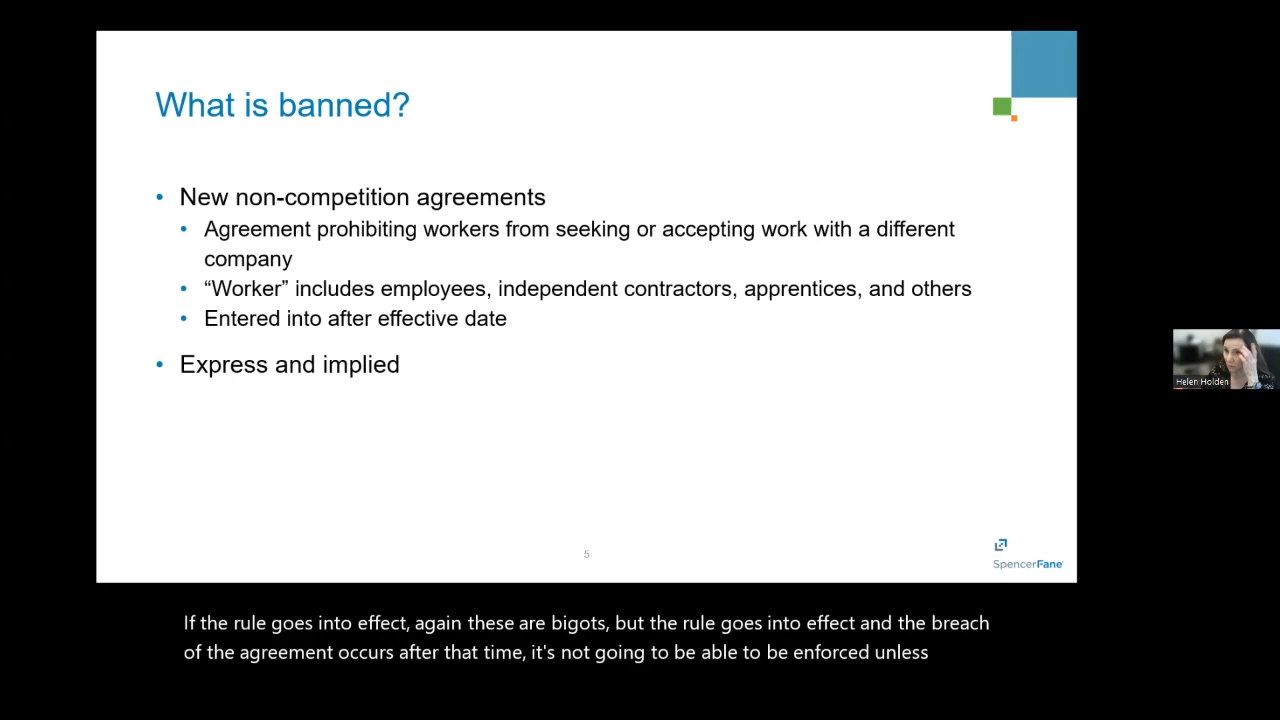 What is banned?
• New non-competition agreements
• Agreement prohibiting workers from seeking or accepting work with a different
company
• “Worker” includes employees, independent contractors, apprentices, and others
• Entered into after effective date
• Express and implied
Helen Holden
5
SpencerFane
If the rule goes into effect, again these are bigots, but the rule goes into effect and the breach
of the agreement occurs after that time, it's not going to be able to be enforced unless